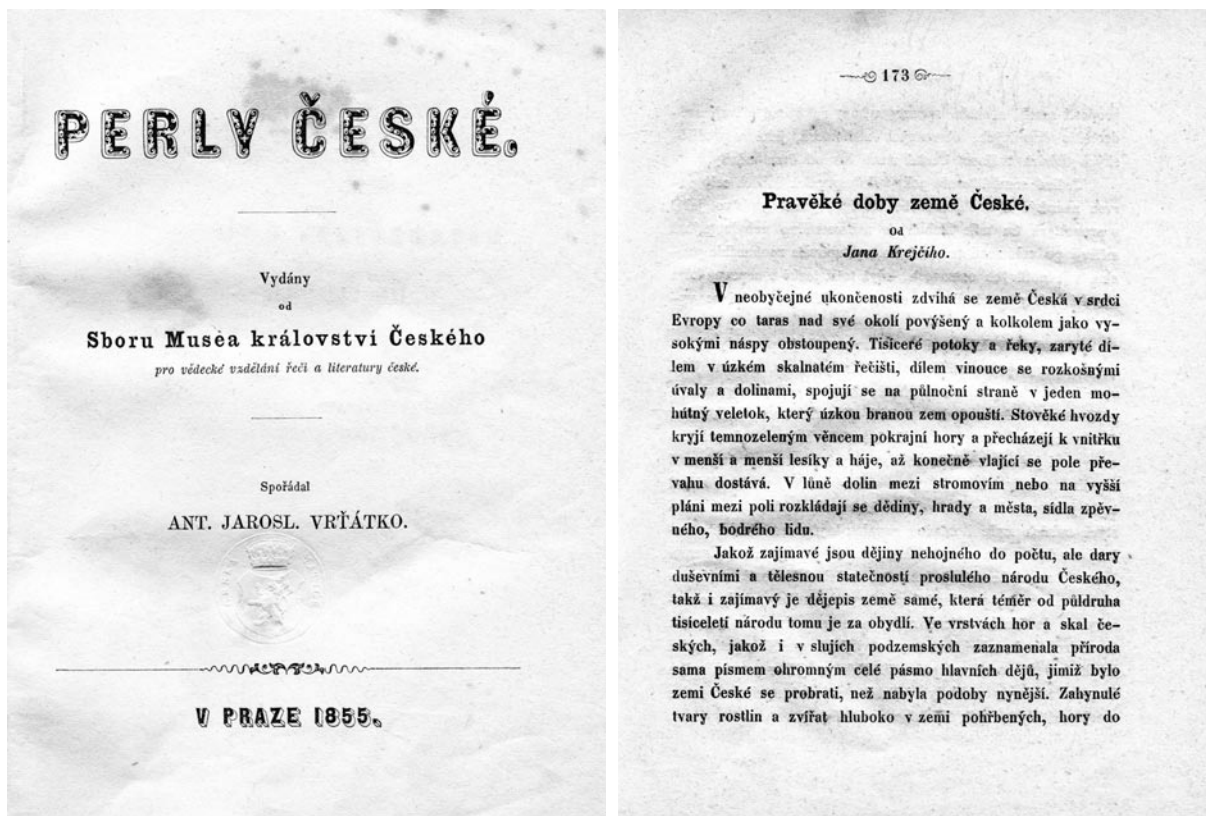 PERLY ČESKÉ.
Vydány
od
Sboru Musea království Českého
pro vědecké vzdělání řeči a literatury české.
Spořádal
ANT. JAROSL. VRŤÁTKO.
V PRAZE 1855.
173
Pravěké doby země České.
od
Jana Krejčího.
V neobyčejné ukončenosti zdvihá se země Česká v srdci
Evropy co taras nad své okolí povýšený a kolkolem jako vy-
sokými náspy obstoupený. Tisíceré potoky a řeky, zaryté dí-
lem v úzkém skalnatém řečišti, dílem vinouce se rozkošnými
úvaly a dolinami, spojují se na půlnoční straně v jeden mo-
hútný veletok, který úzkou branou zem opouští. Stověké hvozdy
kryjí temnozeleným věncem pokrajní hory a přecházejí k vnitřku
v menší a menší lesíky a háje, až konečně vlající se pole pře-
vahu dostává. V lůně dolin mezi stromovím nebo na vyšší
pláni mezi poli rozkládají se dědiny, hrady a města, sídla zpěv-
ného, bodrého lidu.
Jakož zajímavé jsou dějiny nehojného do počtu, ale dary
duševními a tělesnou statečností proslulého národu Českého,
takž i zajímavý je dějepis země samé, která téměř od půldruha
tisíceletí národu tomu je za obydlí. Ve vrstvách hor a skal če-
ských, jakož i v slujích podzemských zaznamenala příroda
sama písmem ohromným celé pásmo hlavních dějů, jimiž bylo
zemi České se probrati, než nabyla podoby nynější. Zahynulé
tvary rostlin a zvířat hluboko v zemi pohřbených, hory do